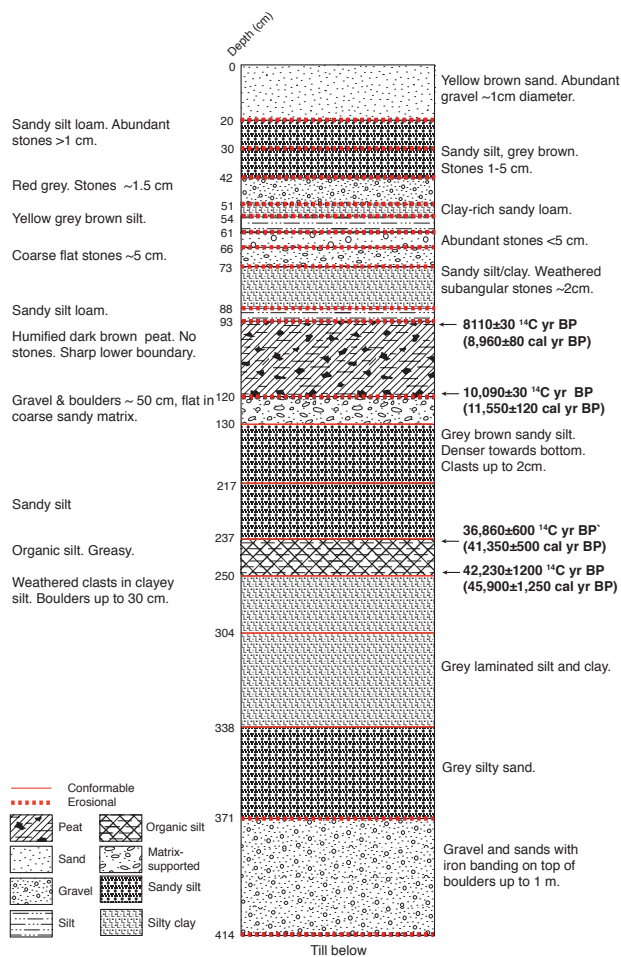 Depth (cm)
0
Yellow brown sand. Abundant
gravel ~1cm diameter.
20
Sandy silt loam. Abundant
stones >1 cm.
30
Sandy silt, grey brown.
Stones 1-5 cm.
42
Red grey. Stones ~1.5 cm
51
Clay-rich sandy loam.
54
Yellow grey brown silt.
61
Abundant stones <5 cm.
66
Coarse flat stones ~5 cm.
73
Sandy silt/clay. Weathered
subangular stones ~2cm.
88
Sandy silt loam.
93
8110±30 ¹⁴C yr BP
(8,960±80 cal yr BP)
Humified dark brown peat. No
stones. Sharp lower boundary.
10,090±30 ¹⁴C yr BP
(11,550±120 cal yr BP)
120
Gravel & boulders ~ 50 cm, flat in
coarse sandy matrix.
130
Grey brown sandy silt.
Denser towards bottom.
Clasts up to 2cm.
217
Sandy silt
237
36,860±600 ¹⁴C yr BP`
(41,350±500 cal yr BP)
Organic silt. Greasy.
42,230±1200 ¹⁴C yr BP
(45,900±1,250 cal yr BP)
250
Weathered clasts in clayey
silt. Boulders up to 30 cm.
304
Grey laminated silt and clay.
338
Grey silty sand.
371
Gravel and sands with
iron banding on top of
boulders up to 1 m.
414
Till below
Conformable
Erosional
Peat
Organic silt
Sand
Matrix-
supported
Gravel
Sandy silt
Silt
Silty clay